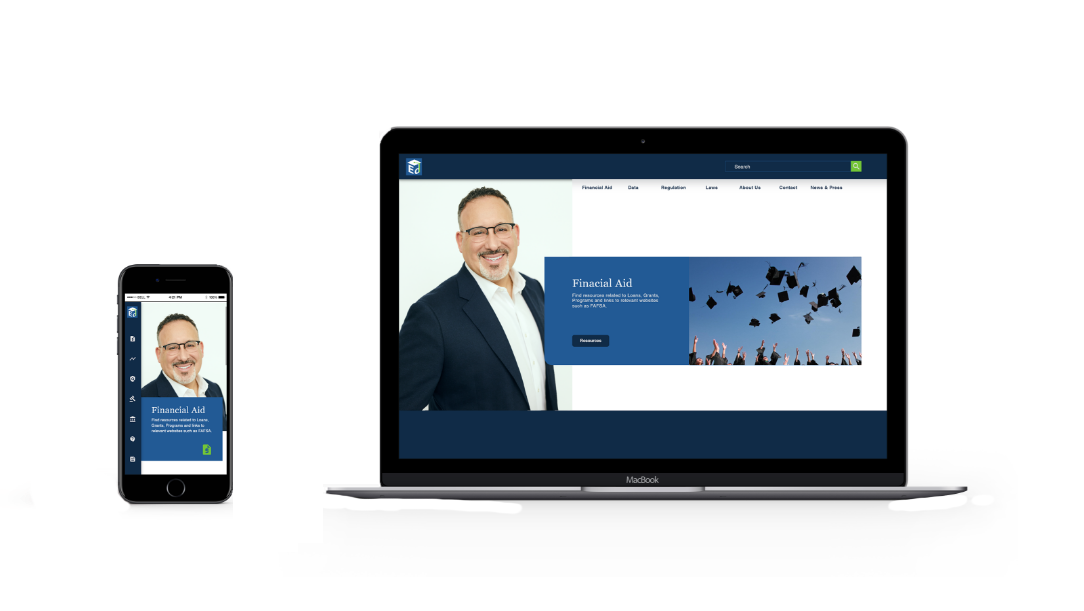 BELL
4:21 PM
100%
ED
Financial Aid
Find resources related to Loans,
Grants, Programs and links to
relevant websites such as FAFSA.
ED
Search
Financial Aid Data Regulation Laws About Us Contact News & Press
Finacial Aid
Find resources related to Loans, Grants,
Programs and links to relevant websites
such as FAFSA.
Resources
MacBook